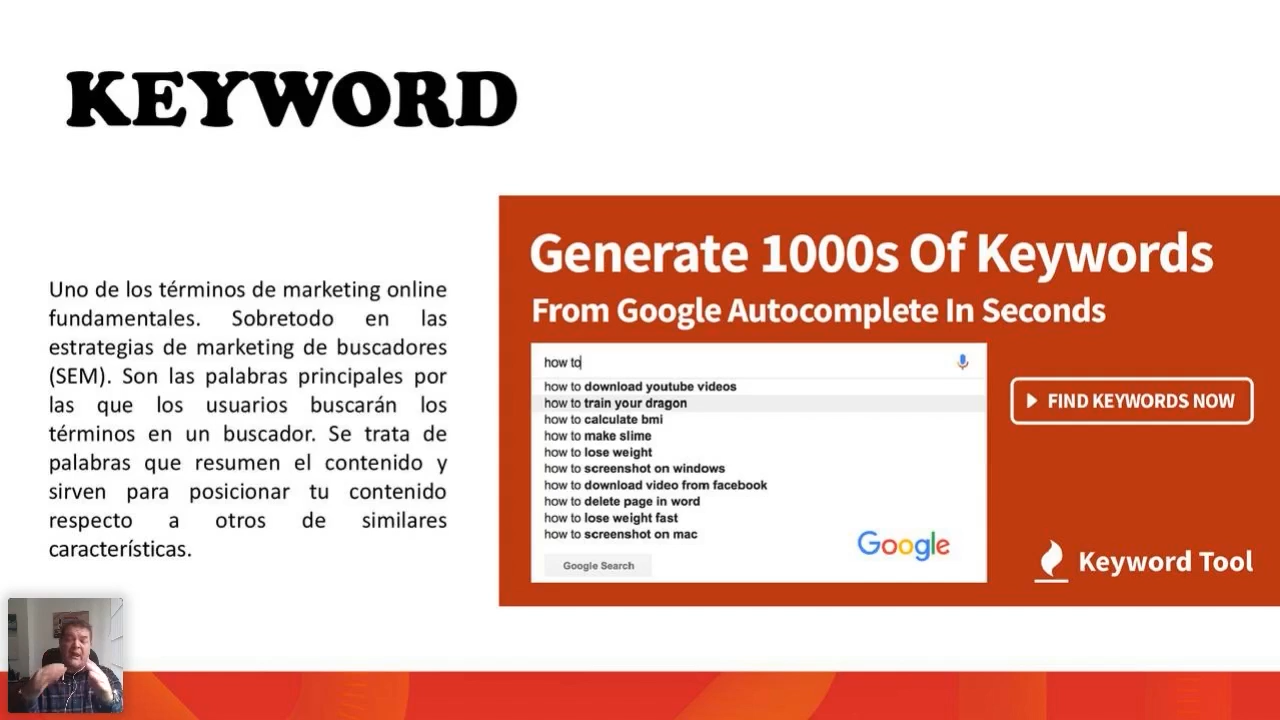 KEYWORD
Uno de los términos de marketing online
fundamentales. Sobretodo en las
estrategias de marketing de buscadores
(SEM). Son las palabras principales por
las que los usuarios buscarán los
términos en un buscador. Se trata de
palabras que resumen el contenido y
sirven para posicionar tu contenido
respecto a otros de similares
características.
Generate 1000s Of Keywords
From Google Autocomplete In Seconds
how to
how to download youtube videos
how to train your dragon
how to calculate bmi
how to make slime
how to lose weight
how to screenshot on windows
how to download video from facebook
how to delete page in word
how to lose weight fast
how to screenshot on mac
Google
Google Search
FIND KEYWORDS NOW
Keyword Tool